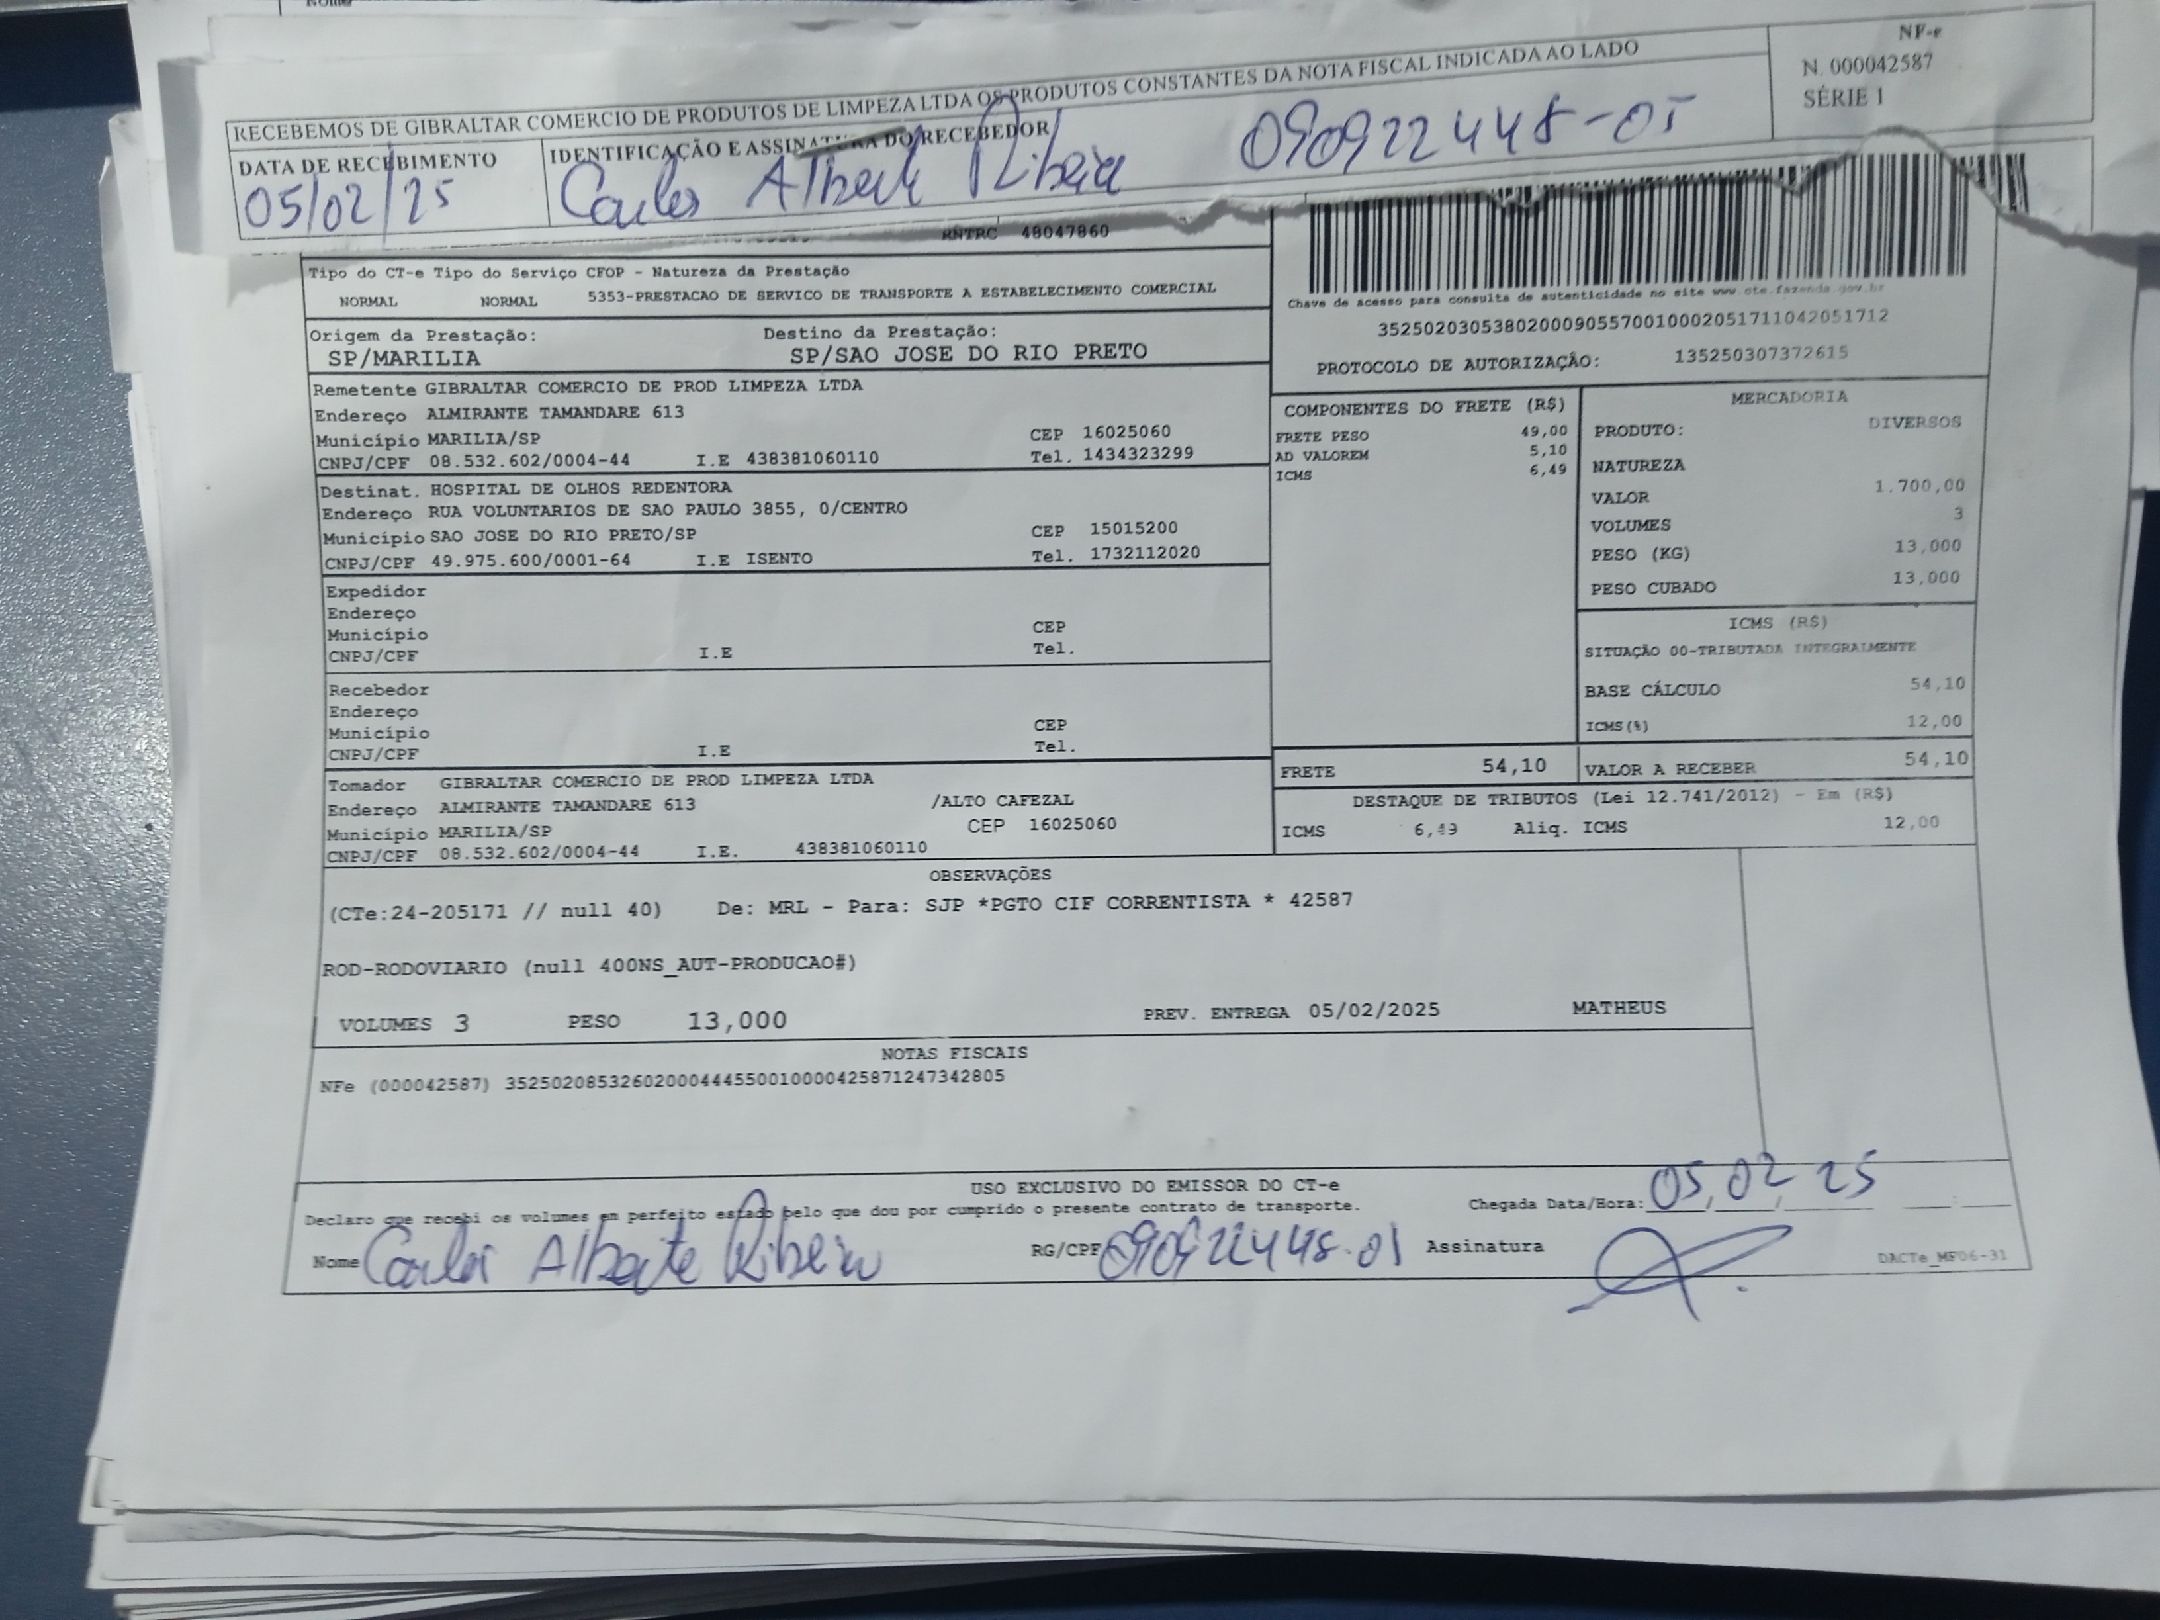 RECEBEMOS DE GIBRALTAR COMERCIO DE PRODUTOS DE LIMPEZA LTDA OS PRODUTOS CONSTANTES DA NOTA FISCAL INDICADA AO LADO
NF-e
N. 000042587
SÉRIE 1
DATA DE RECEBIMENTO
05/02/25
IDENTIFICAÇÃO E ASSINATURA DO RECEBEDOR
Carlos Alberto Ribeiro
RNTRC 48047860
Tipo do CT-e Tipo do Serviço CFOP - Natureza da Prestação
NORMAL NORMAL 5353-PRESTACAO DE SERVICO DE TRANSPORTE A ESTABELECIMENTO COMERCIAL
Chave de acesso para consulta de autenticidade no site www.cte.fazenda.gov.br
35250203053802000905570010002051711042051712
PROTOCOLO DE AUTORIZAÇÃO: 135250307372615
Origem da Prestação: Destino da Prestação:
SP/MARILIA SP/SAO JOSE DO RIO PRETO
Remetente GIBRALTAR COMERCIO DE PROD LIMPEZA LTDA
Endereço ALMIRANTE TAMANDARE 613
Município MARILIA/SP CEP 16025060
CNPJ/CPF 08.532.602/0004-44 I.E 438381060110 Tel. 1434323299
Destinat. HOSPITAL DE OLHOS REDENTORA
Endereço RUA VOLUNTARIOS DE SAO PAULO 3855, 0/CENTRO
Município SAO JOSE DO RIO PRETO/SP CEP 15015200
CNPJ/CPF 49.975.600/0001-64 I.E ISENTO Tel. 1732112020
Expedidor
Endereço
Município CEP
CNPJ/CPF I.E Tel.
Recebedor
Endereço
Município CEP
CNPJ/CPF I.E Tel.
Tomador GIBRALTAR COMERCIO DE PROD LIMPEZA LTDA
Endereço ALMIRANTE TAMANDARE 613 /ALTO CAFEZAL
Município MARILIA/SP CEP 16025060
CNPJ/CPF 08.532.602/0004-44 I.E. 438381060110
COMPONENTES DO FRETE (R$)
FRETE PESO 49,00
AD VALOREM 5,10
ICMS 6,49
MERCADORIA
PRODUTO: DIVERSOS
NATUREZA
VALOR 1.700,00
VOLUMES 3
PESO (KG) 13,000
PESO CUBADO 13,000
ICMS (R$)
SITUAÇÃO 00-TRIBUTADA INTEGRALMENTE
BASE CÁLCULO 54,10
ICMS(%) 12,00
FRETE 54,10 VALOR A RECEBER 54,10
DESTAQUE DE TRIBUTOS (Lei 12.741/2012) - Em (R$)
ICMS 6,49 Aliq. ICMS 12,00
OBSERVAÇÕES
(CTe:24-205171 // null 40) De: MRL - Para: SJP *PGTO CIF CORRENTISTA * 42587
ROD-RODOVIARIO (null 400NS_AUT-PRODUCAO#)
VOLUMES 3 PESO 13,000 PREV. ENTREGA 05/02/2025 MATHEUS
NOTAS FISCAIS
NFe (000042587) 35250208532602000444550010000425871247342805
USO EXCLUSIVO DO EMISSOR DO CT-e
Declaro que recebi os volumes em perfeito estado pelo que dou por cumprido o presente contrato de transporte.
Chegada Data/Hora: 05/02/25
Nome Carlos Alberto Ribeiro RG/CPF Assinatura
DACTe_MF06-31